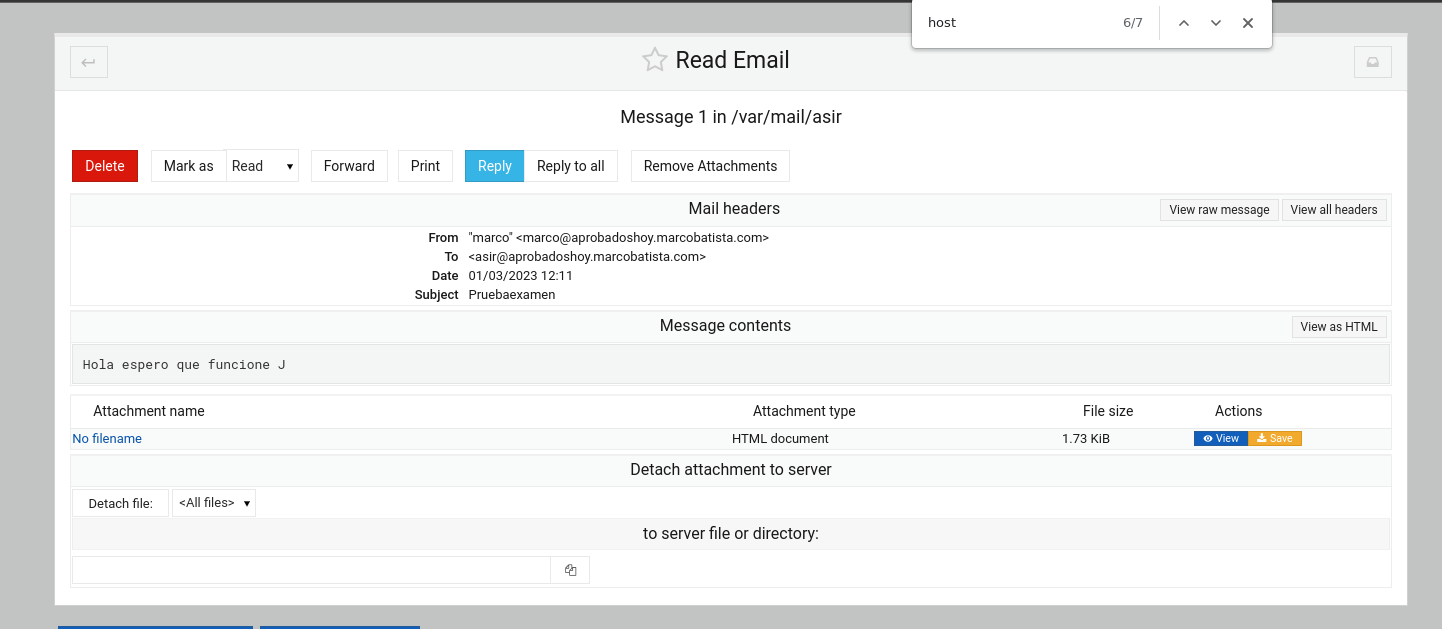 host 6/7
Read Email
Message 1 in /var/mail/asir
Delete Mark as Read Forward Print Reply Reply to all Remove Attachments
Mail headers View raw message View all headers
From "marco" <marco@aprobadoshoy.marcobatista.com>
To <asir@aprobadoshoy.marcobatista.com>
Date 01/03/2023 12:11
Subject Pruebaexamen
Message contents View as HTML
Hola espero que funcione J
Attachment name Attachment type File size Actions
No filename HTML document 1.73 KiB View Save
Detach attachment to server
Detach file: <All files>
to server file or directory: